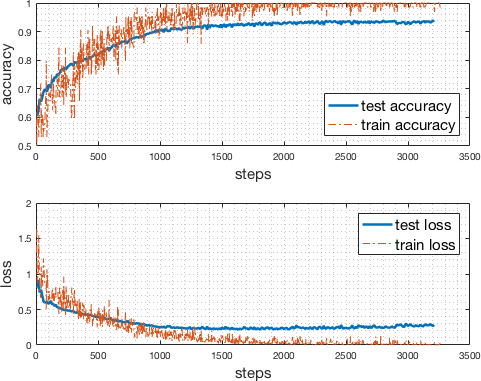 1
0.9
0.8
0.7
0.6
0.5
accuracy
test accuracy
train accuracy
0 500 1000 1500 2000 2500 3000 3500
steps
2
1.5
1
0.5
0
loss
test loss
train loss
0 500 1000 1500 2000 2500 3000 3500
steps